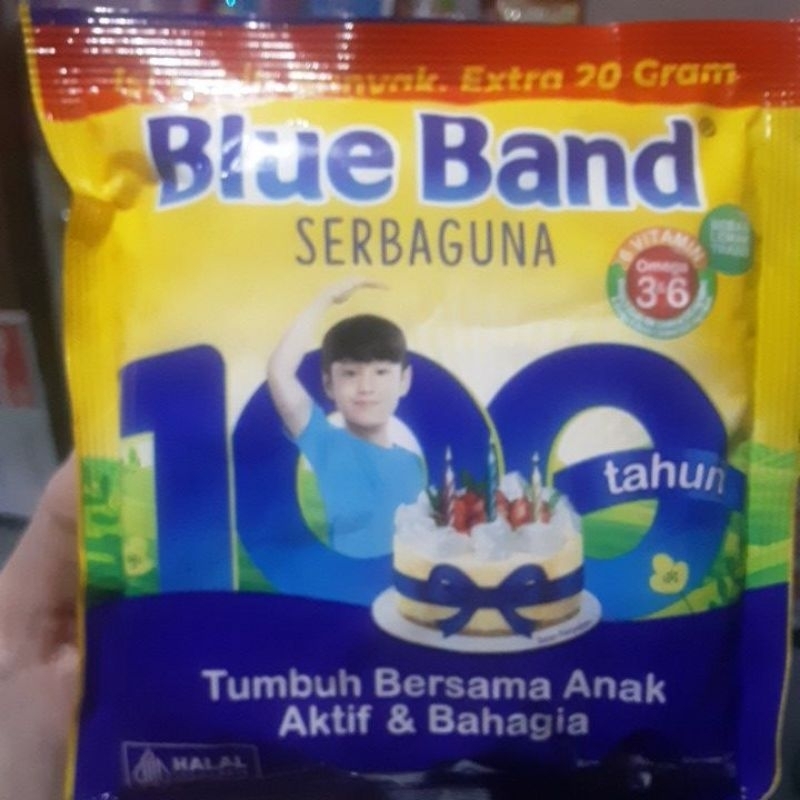 Extra 20 Gram
Blue Band®
SERBAGUNA
Omega
3&6
100
tahun
Tumbuh Bersama Anak
Aktif & Bahagia
HALAL